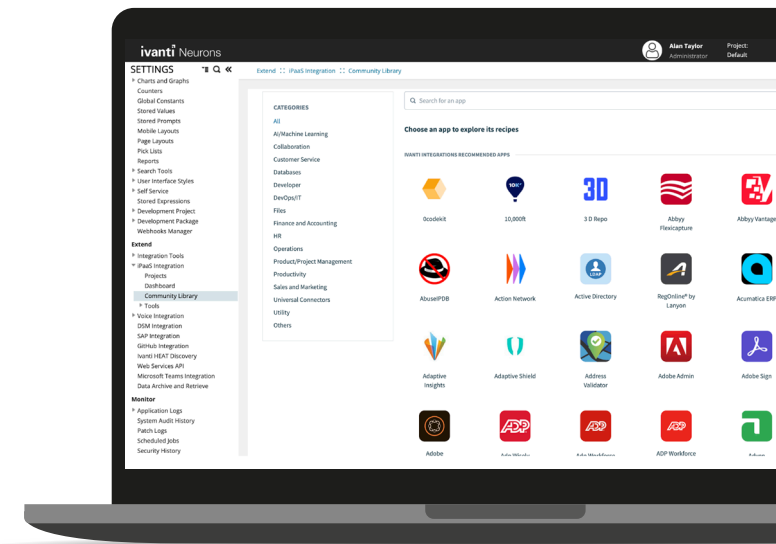 ivanti Neurons
Alan Taylor
Administrator
Project:
Default
SETTINGS
Charts and Graphs
Counters
Global Constants
Stored Values
Stored Prompts
Mobile Layouts
Page Layouts
Pick Lists
Reports
Search Tools
User Interface Styles
Self Service
Stored Expressions
Development Project
Development Package
Webhooks Manager
Extend
Integration Tools
iPaaS Integration
Projects
Dashboard
Community Library
Tools
Voice Integration
DSM Integration
SAP Integration
GitHub Integration
Ivanti HEAT Discovery
Web Services API
Microsoft Teams Integration
Data Archive and Retrieve
Monitor
Application Logs
System Audit History
Patch Logs
Scheduled Jobs
Security History
Extend iPaaS Integration Community Library
CATEGORIES
All
AI/Machine Learning
Collaboration
Customer Service
Databases
Developer
DevOps/IT
Files
Finance and Accounting
HR
Operations
Product/Project Management
Productivity
Sales and Marketing
Universal Connectors
Utility
Others
Search for an app
Choose an app to explore its recipes
IVANTI INTEGRATIONS RECOMMENDED APPS
10K
3D
LDAP
0codekit
10,000ft
3 D Repo
Abbyy
Flexicapture
Abbyy Vantage
AbuseIPDB
Action Network
Active Directory
RegOnline® by
Lanyon
Acumatica ERP
Adaptive
Insights
Adaptive Shield
Address
Validator
Adobe Admin
Adobe Sign
ADP
ADP
ADP
Adobe
ADP Workforce